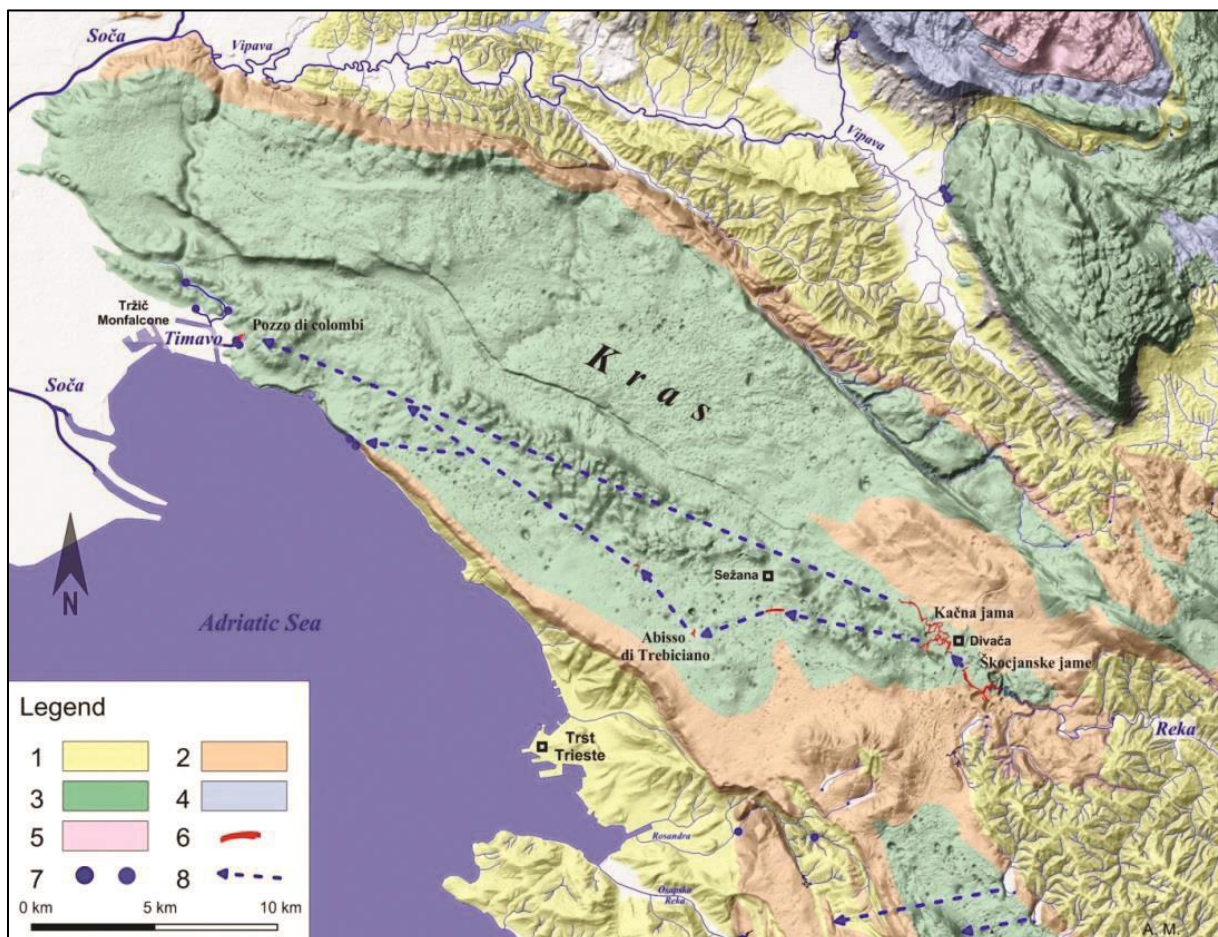 Soča
Vipava
Vipava
Tržič
Monfalcone
Timavo
Pozzo di colombi
Kras
Soča
N
Adriatic Sea
Sežana
Kačna jama
Divača
Abisso
di Trebiciano
Škocjanske jame
Reka
Trst
Trieste
Rosandra
Osapska
Reka
Legend
1 2
3 4
5 6
7 8
0 km 5 km 10 km
A. M.